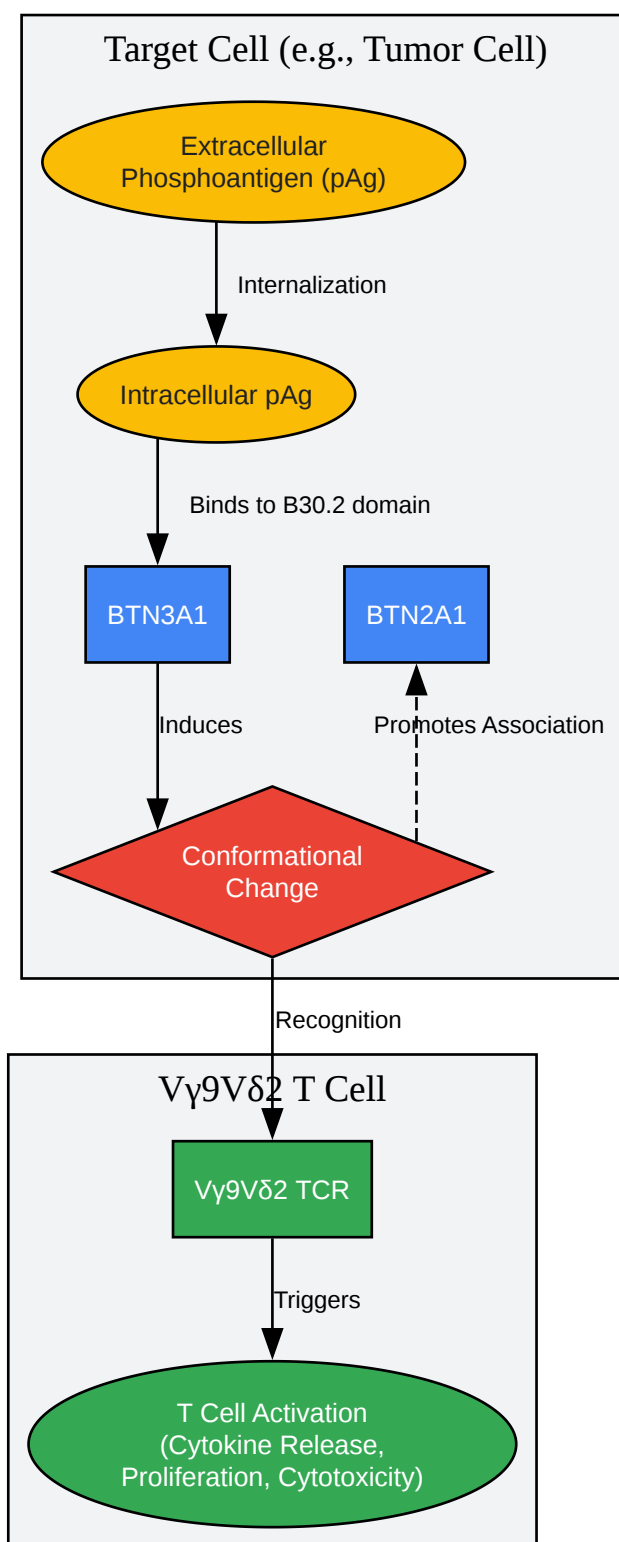 Target Cell (e.g., Tumor Cell)
Extracellular
Phosphoantigen (pAg)
Internalization
Intracellular pAg
Binds to B30.2 domain
BTN3A1
BTN2A1
Induces
Promotes Association
Conformational
Change
Recognition
Vγ9Vδ2 T Cell
Vγ9Vδ2 TCR
Triggers
T Cell Activation
(Cytokine Release,
Proliferation, Cytotoxicity)